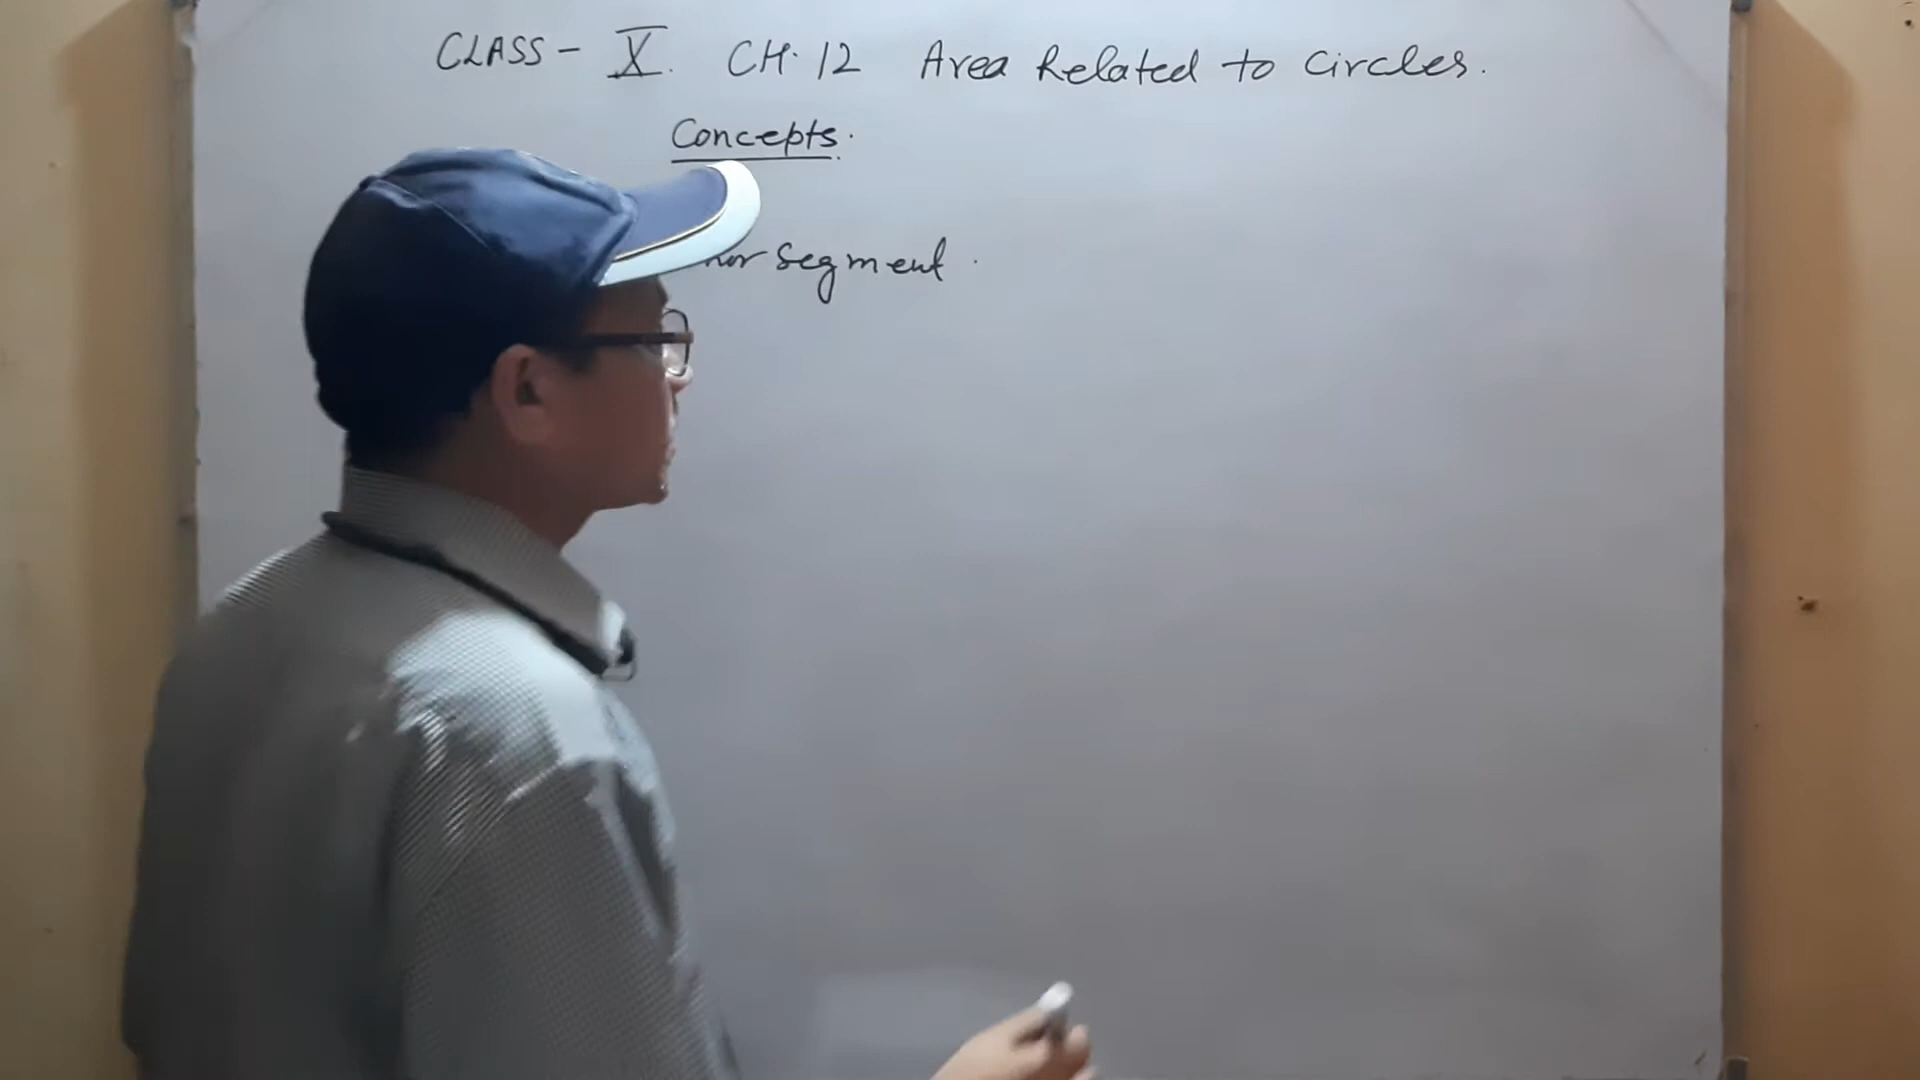 CLASS - X. CH. 12 Area Related to Circles.
Concepts.
Segment.